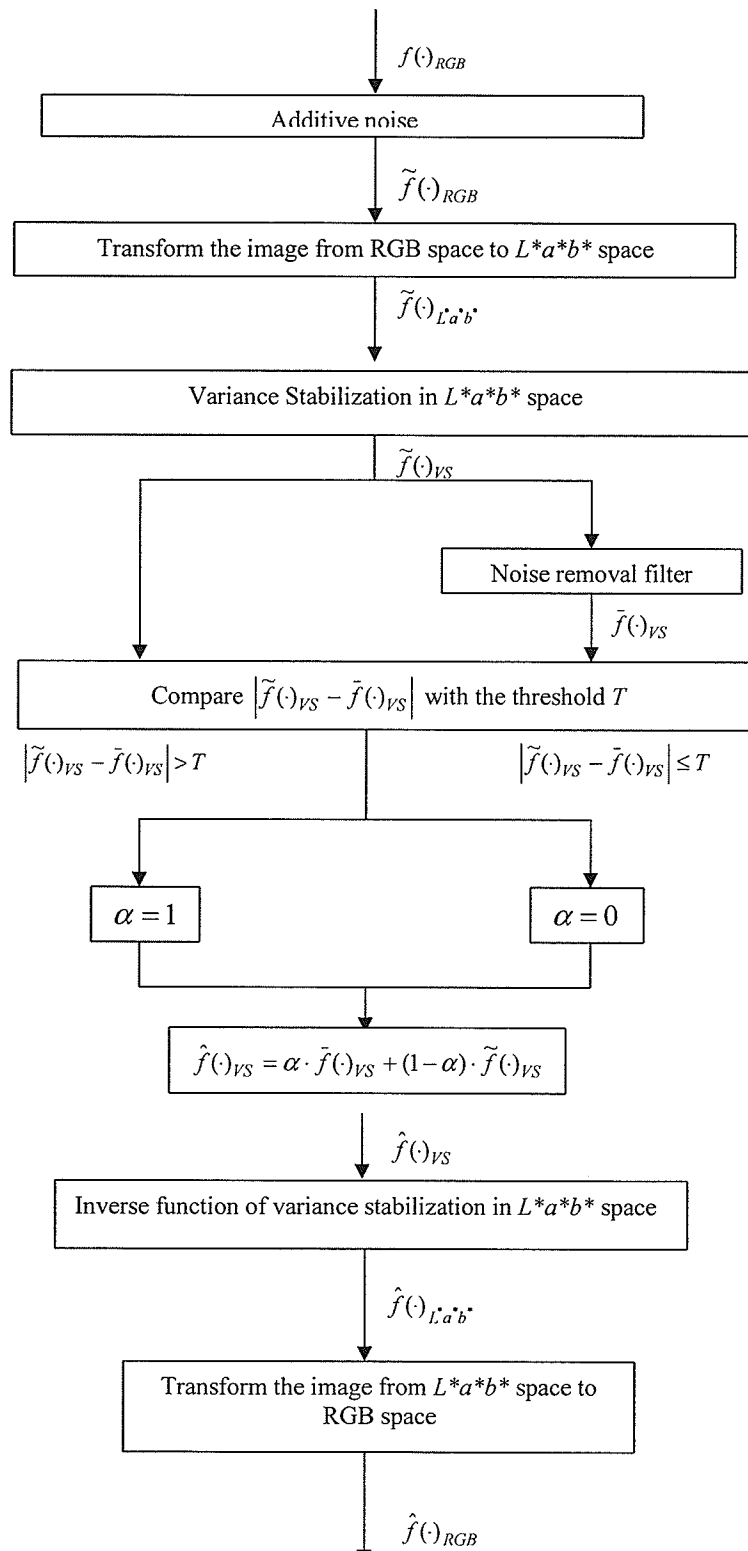 f(·)RGB
Additive noise
f̃(·)RGB
Transform the image from RGB space to L*a*b* space
f̃(·)L*a*b*
Variance Stabilization in L*a*b* space
f̃(·)VS
Noise removal filter
f̄(·)VS
Compare |f̃(·)VS − f̄(·)VS| with the threshold T
|f̃(·)VS − f̄(·)VS| > T
|f̃(·)VS − f̄(·)VS| ≤ T
α = 1
α = 0
f̂(·)VS = α · f̄(·)VS + (1 − α) · f̃(·)VS
f̂(·)VS
Inverse function of variance stabilization in L*a*b* space
f̂(·)L*a*b*
Transform the image from L*a*b* space to
RGB space
f̂(·)RGB